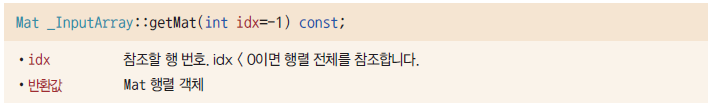 Mat _InputArray::getMat(int idx=-1) const;
• idx 참조할 행 번호. idx < 0이면 행렬 전체를 참조합니다.
• 반환값 Mat 행렬 객체